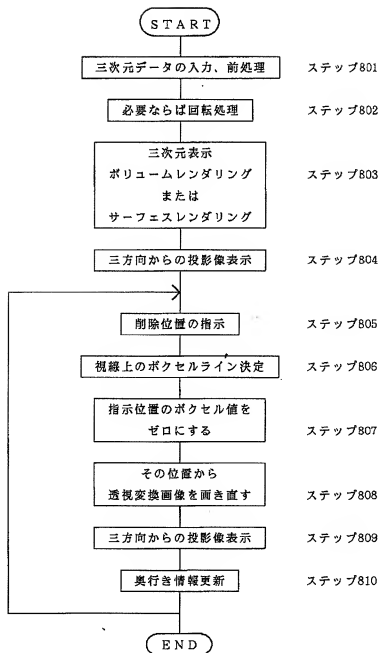 START
三次元データの入力、前処理 ステップ801
必要ならば回転処理 ステップ802
三次元表示
ボリュームレンダリング ステップ803
または
サーフェスレンダリング
三方向からの投影像表示 ステップ804
削除位置の指示 ステップ805
視線上のボクセルライン決定 ステップ806
指示位置のボクセル値を
ゼロにする ステップ807
その位置から
透視変換画像を画き直す ステップ808
三方向からの投影像表示 ステップ809
奥行き情報更新 ステップ810
END